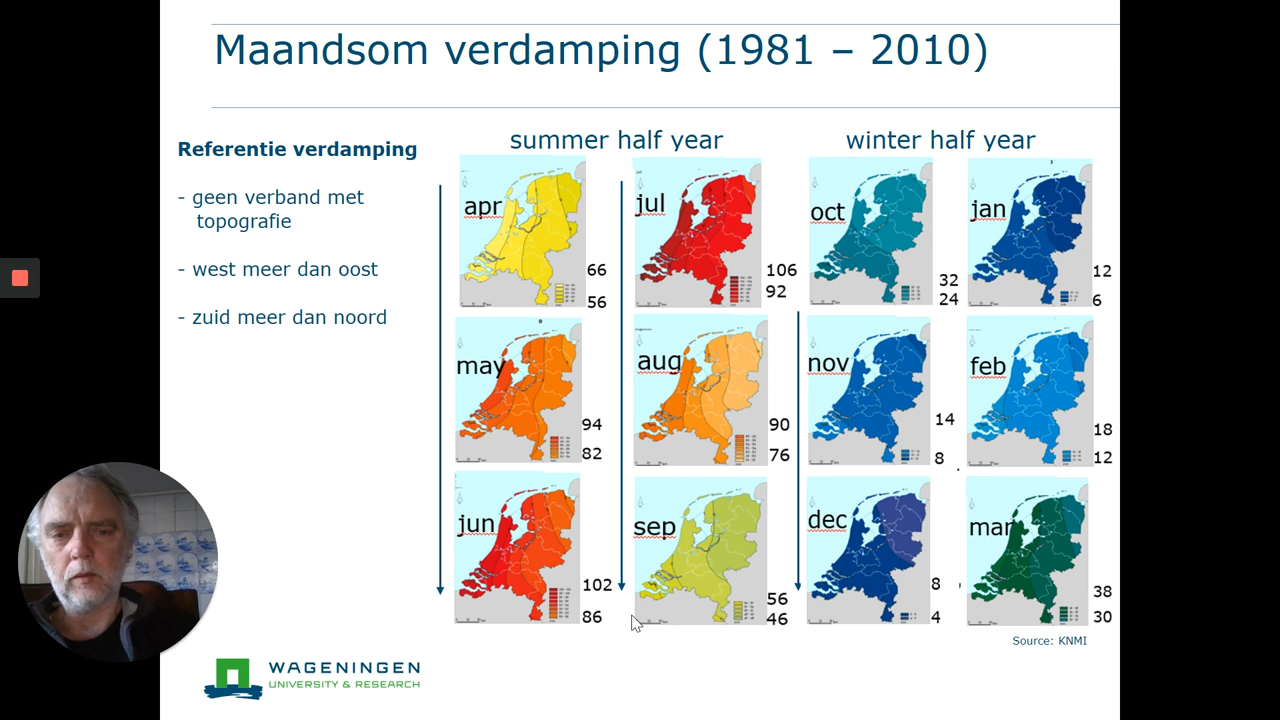 Maandsom verdamping (1981 – 2010)
Referentie verdamping
- geen verband met
topografie
- west meer dan oost
- zuid meer dan noord
summer half year
winter half year
apr
66
56
jul
106
92
oct
32
24
jan
12
6
may
94
82
aug
90
76
nov
14
8
feb
18
12
jun
102
86
sep
56
46
dec
8
4
mar
38
30
Source: KNMI
WAGENINGEN
UNIVERSITY & RESEARCH